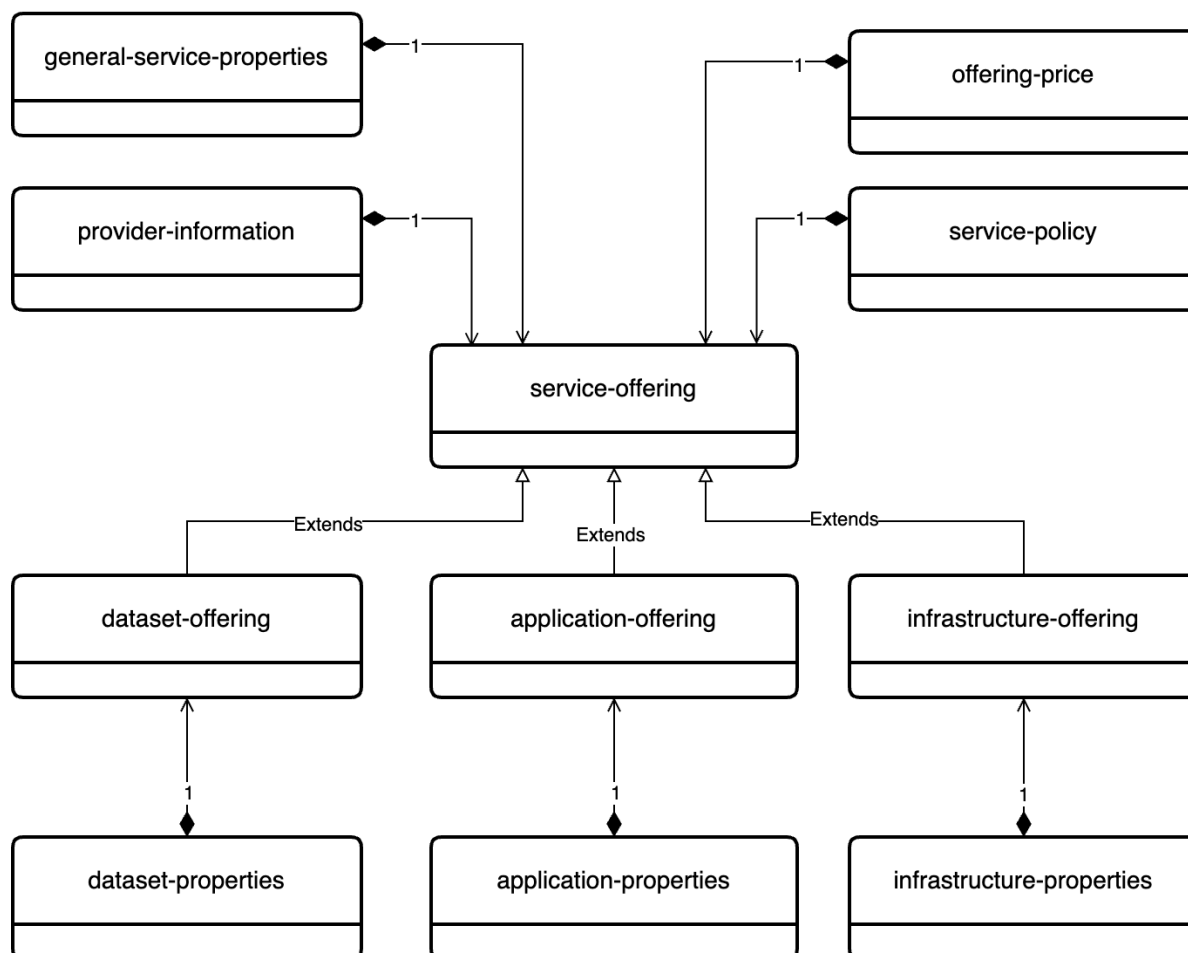 general-service-properties
1
1
offering-price
provider-information
1
1
service-policy
service-offering
Extends
Extends
Extends
dataset-offering
application-offering
infrastructure-offering
1
1
1
dataset-properties
application-properties
infrastructure-properties